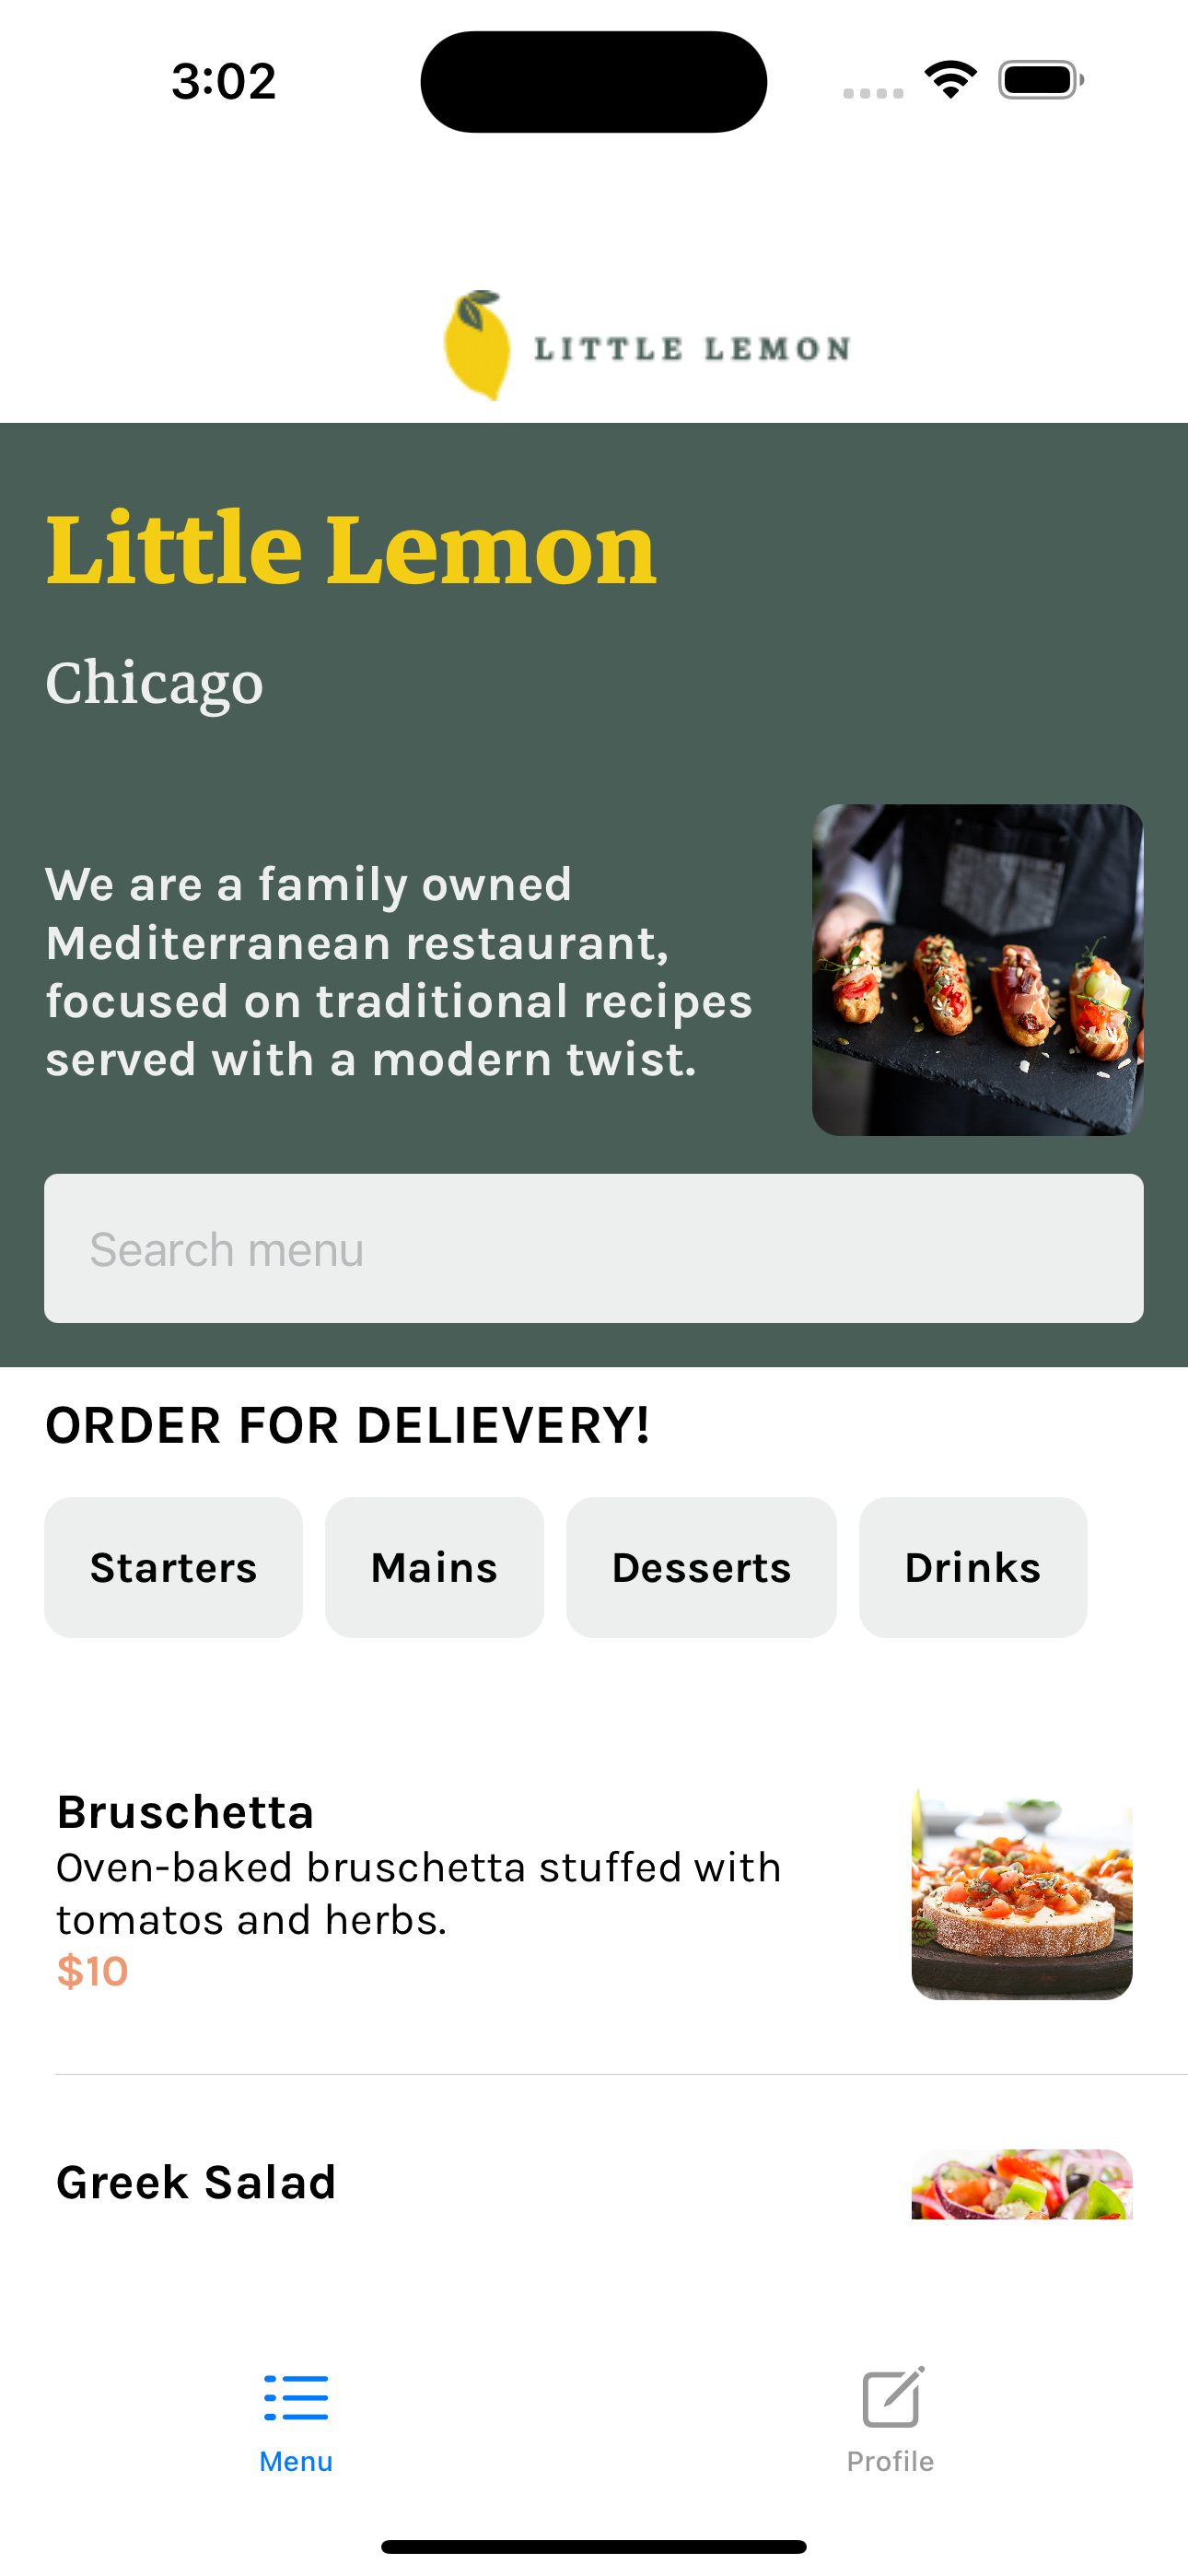 3:02
LITTLE LEMON
Little Lemon
Chicago
We are a family owned
Mediterranean restaurant,
focused on traditional recipes
served with a modern twist.
Search menu
ORDER FOR DELIEVERY!
Starters Mains Desserts Drinks
Bruschetta
Oven-baked bruschetta stuffed with
tomatos and herbs.
$10
Greek Salad
Menu Profile